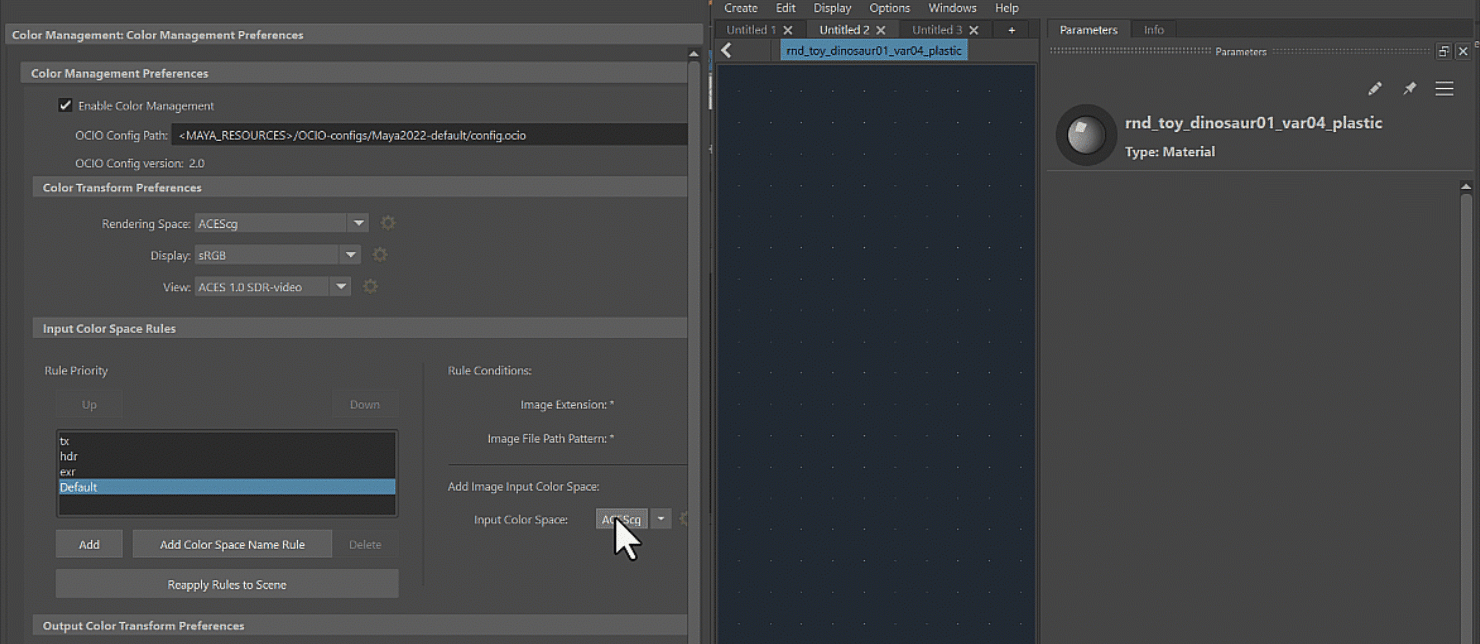 Color Management: Color Management Preferences
Color Management Preferences
Enable Color Management
OCIO Config Path: <MAYA_RESOURCES>/OCIO-configs/Maya2022-default/config.ocio
OCIO Config version: 2.0
Color Transform Preferences
Rendering Space: ACEScg
Display: sRGB
View: ACES 1.0 SDR-video
Input Color Space Rules
Rule Priority
Up Down
tx
hdr
exr
Default
Add Add Color Space Name Rule Delete
Reapply Rules to Scene
Rule Conditions:
Image Extension: *
Image File Path Pattern: *
Add Image Input Color Space:
Input Color Space: ACEScg
Output Color Transform Preferences
Create Edit Display Options Windows Help
Untitled 1 Untitled 2 Untitled 3 +
rnd_toy_dinosaur01_var04_plastic
Parameters Info
Parameters
rnd_toy_dinosaur01_var04_plastic
Type: Material